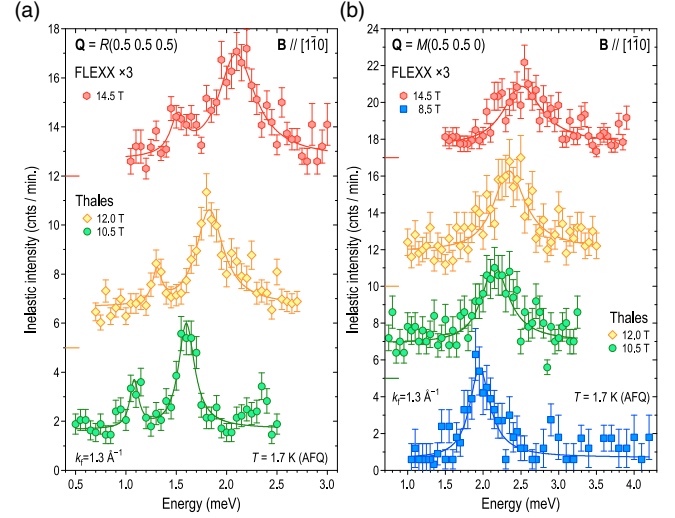 (a)
Q = R(0.5 0.5 0.5) B // [11̄0]
FLEXX ×3
14.5 T
Thales
12.0 T
10.5 T
kf=1.3 Å⁻¹ T = 1.7 K (AFQ)
18
16
14
12
10
8
6
4
2
0
Inelastic intensity (cnts / min.)
0.5 1.0 1.5 2.0 2.5 3.0
Energy (meV)
(b)
Q = M(0.5 0.5 0) B // [11̄0]
FLEXX ×3
14.5 T
8.5 T
Thales
12.0 T
10.5 T
kf=1.3 Å⁻¹ T = 1.7 K (AFQ)
24
22
20
18
16
14
12
10
8
6
4
2
0
Inelastic intensity (cnts / min.)
1.0 1.5 2.0 2.5 3.0 3.5 4.0
Energy (meV)